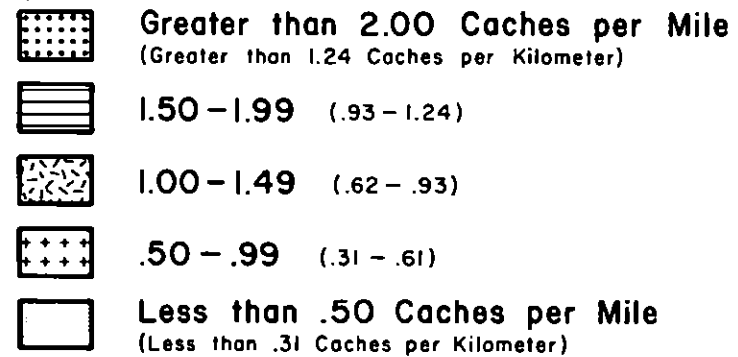 Greater than 2.00 Caches per Mile
(Greater than 1.24 Caches per Kilometer)
1.50 – 1.99 (.93 – 1.24)
1.00 – 1.49 (.62 – .93)
.50 – .99 (.31 – .61)
Less than .50 Caches per Mile
(Less than .31 Caches per Kilometer)